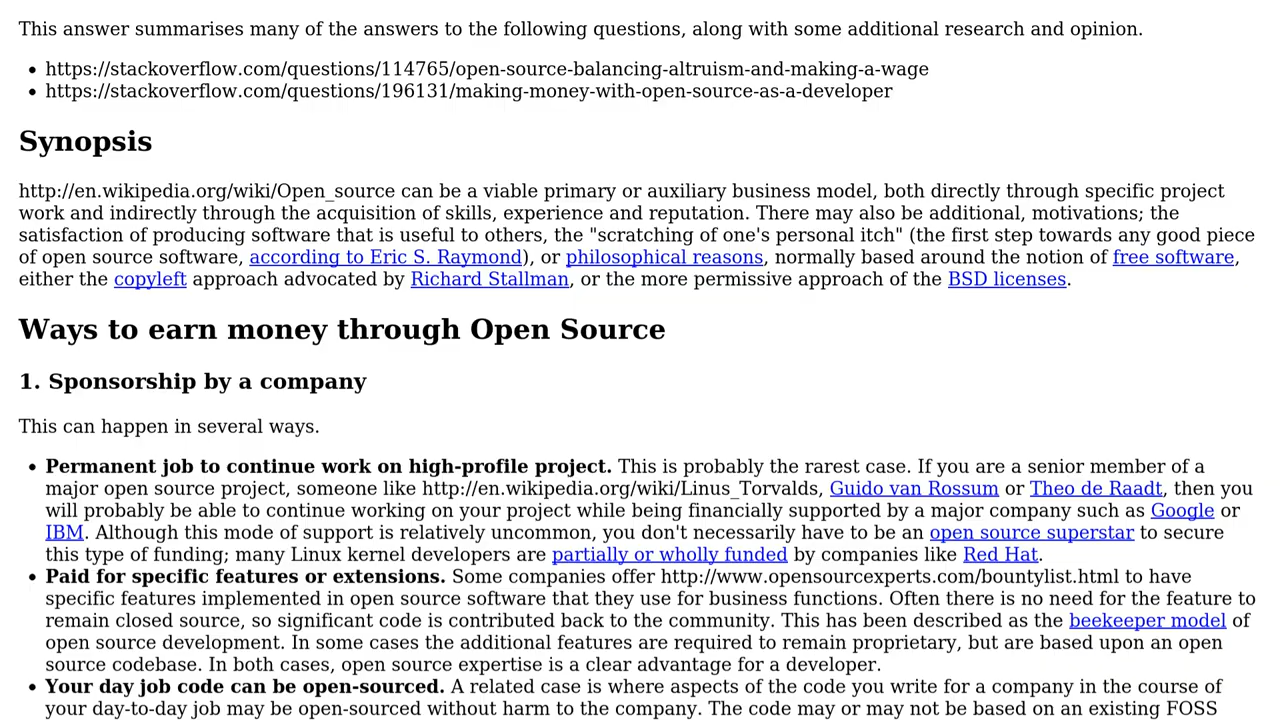 This answer summarises many of the answers to the following questions, along with some additional research and opinion.
• https://stackoverflow.com/questions/114765/open-source-balancing-altruism-and-making-a-wage
• https://stackoverflow.com/questions/196131/making-money-with-open-source-as-a-developer
Synopsis
http://en.wikipedia.org/wiki/Open_source can be a viable primary or auxiliary business model, both directly through specific project
work and indirectly through the acquisition of skills, experience and reputation. There may also be additional, motivations; the
satisfaction of producing software that is useful to others, the "scratching of one's personal itch" (the first step towards any good piece
of open source software, according to Eric S. Raymond), or philosophical reasons, normally based around the notion of free software,
either the copyleft approach advocated by Richard Stallman, or the more permissive approach of the BSD licenses.
Ways to earn money through Open Source
1. Sponsorship by a company
This can happen in several ways.
• Permanent job to continue work on high-profile project. This is probably the rarest case. If you are a senior member of a
major open source project, someone like http://en.wikipedia.org/wiki/Linus_Torvalds, Guido van Rossum or Theo de Raadt, then you
will probably be able to continue working on your project while being financially supported by a major company such as Google or
IBM. Although this mode of support is relatively uncommon, you don't necessarily have to be an open source superstar to secure
this type of funding; many Linux kernel developers are partially or wholly funded by companies like Red Hat.
• Paid for specific features or extensions. Some companies offer http://www.opensourcexperts.com/bountylist.html to have
specific features implemented in open source software that they use for business functions. Often there is no need for the feature to
remain closed source, so significant code is contributed back to the community. This has been described as the beekeeper model of
open source development. In some cases the additional features are required to remain proprietary, but are based upon an open
source codebase. In both cases, open source expertise is a clear advantage for a developer.
• Your day job code can be open-sourced. A related case is where aspects of the code you write for a company in the course of
your day-to-day job may be open-sourced without harm to the company. The code may or may not be based on an existing FOSS